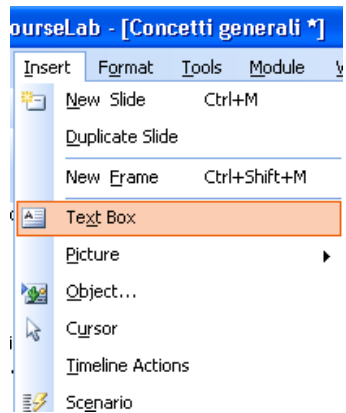 ourseLab - [Concetti generali *]
Insert Format Tools Module
New Slide Ctrl+M
Duplicate Slide
New Frame Ctrl+Shift+M
Text Box
Picture
Object...
Cursor
Timeline Actions
Scenario